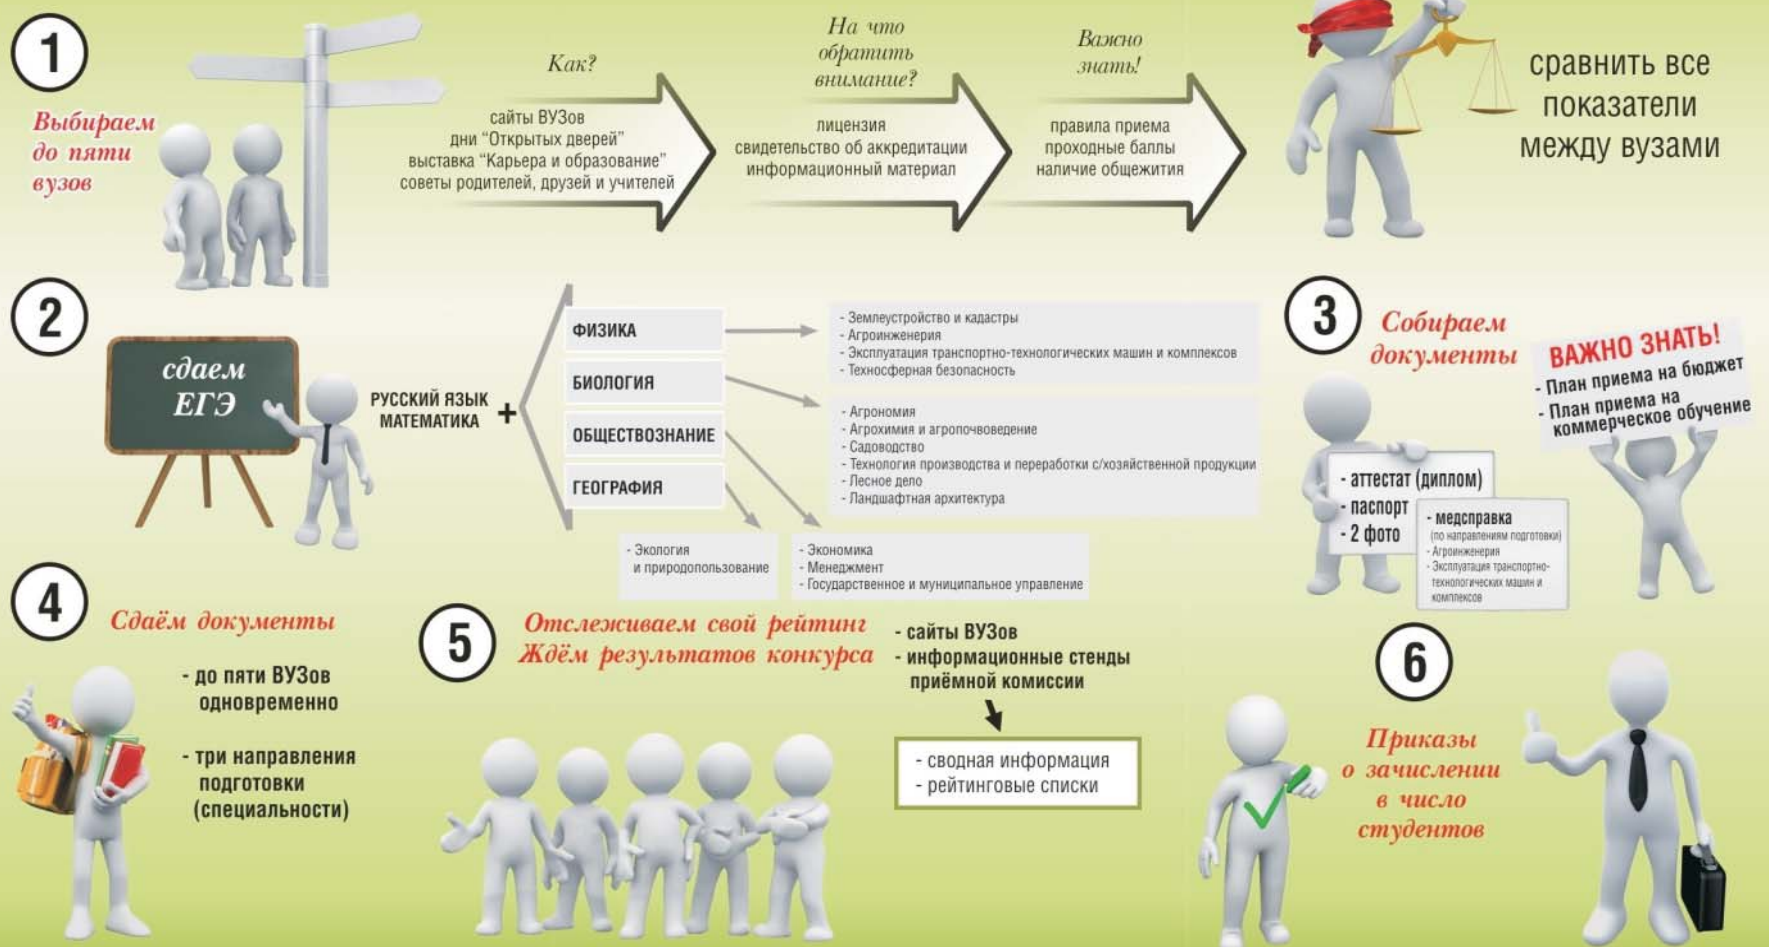 1
Выбираем
до пяти
вузов
Как?
сайты ВУЗов
дни “Открытых дверей”
выставка “Карьера и образование”
советы родителей, друзей и учителей
На что
обратить
внимание?
лицензия
свидетельство об аккредитации
информационный материал
Важно
знать!
правила приема
проходные баллы
наличие общежития
сравнить все
показатели
между вузами
2
сдаем
ЕГЭ
РУССКИЙ ЯЗЫК
МАТЕМАТИКА
+
ФИЗИКА
БИОЛОГИЯ
ОБЩЕСТВОЗНАНИЕ
ГЕОГРАФИЯ
- Землеустройство и кадастры
- Агроинженерия
- Эксплуатация транспортно-технологических машин и комплексов
- Техносферная безопасность
- Агрономия
- Агрохимия и агропочвоведение
- Садоводство
- Технология производства и переработки с/хозяйственной продукции
- Лесное дело
- Ландшафтная архитектура
- Экология
и природопользование
- Экономика
- Менеджмент
- Государственное и муниципальное управление
3
Собираем
документы
ВАЖНО ЗНАТЬ!
- План приема на бюджет
- План приема на
коммерческое обучение
- аттестат (диплом)
- паспорт
- 2 фото
- медсправка
(по направлениям подготовки)
- Агроинженерия
- Эксплуатация транспортно-
технологических машин и
комплексов
4
Сдаём документы
- до пяти ВУЗов
одновременно
- три направления
подготовки
(специальности)
5
Отслеживаем свой рейтинг
Ждём результатов конкурса
- сайты ВУЗов
- информационные стенды
приёмной комиссии
- сводная информация
- рейтинговые списки
6
Приказы
о зачислении
в число
студентов